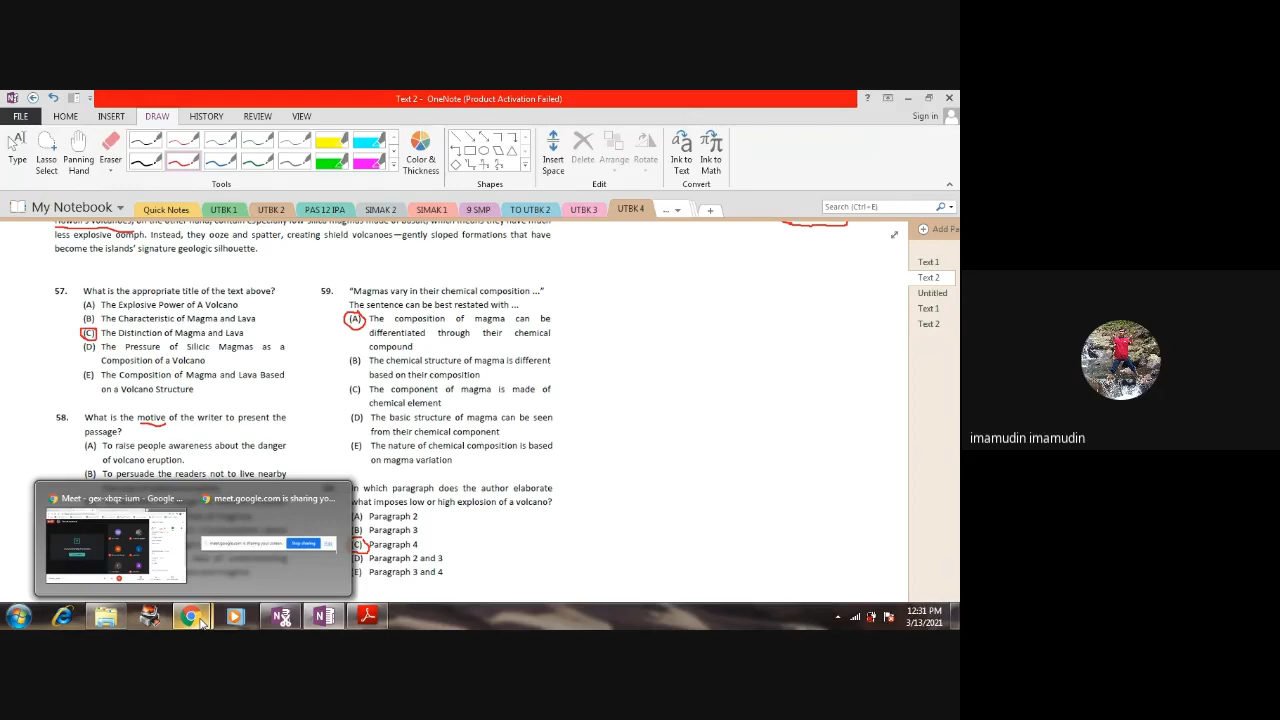 Text 2 - OneNote (Product Activation Failed)
FILE HOME INSERT DRAW HISTORY REVIEW VIEW Sign in
Type Lasso Select Panning Hand Eraser Color & Thickness Insert Space Delete Arrange Rotate Ink to Text Ink to Math
Tools Shapes Edit Convert
My Notebook Quick Notes UTBK 1 UTBK 2 PAS 12 IPA SIMAK 2 SIMAK 1 9 SMP TO UTBK 2 UTBK 3 UTBK 4 ... Search (Ctrl+E)
Add Pa
Text 1
Text 2
Untitled
Text 1
Text 2
less explosive oomph. Instead, they ooze and spatter, creating shield volcanoes—gently sloped formations that have
become the islands' signature geologic silhouette.
57. What is the appropriate title of the text above?
(A) The Explosive Power of A Volcano
(B) The Characteristic of Magma and Lava
(C) The Distinction of Magma and Lava
(D) The Pressure of Silicic Magmas as a
Composition of a Volcano
(E) The Composition of Magma and Lava Based
on a Volcano Structure
58. What is the motive of the writer to present the
passage?
(A) To raise people awareness about the danger
of volcano eruption.
(B) To persuade the readers not to live nearby
59. "Magmas vary in their chemical composition ..."
The sentence can be best restated with ...
(A) The composition of magma can be
differentiated through their chemical
compound
(B) The chemical structure of magma is different
based on their composition
(C) The component of magma is made of
chemical element
(D) The basic structure of magma can be seen
from their chemical component
(E) The nature of chemical composition is based
on magma variation
In which paragraph does the author elaborate
what imposes low or high explosion of a volcano?
(A) Paragraph 2
(B) Paragraph 3
(C) Paragraph 4
(D) Paragraph 2 and 3
(E) Paragraph 3 and 4
Meet - gex-xbqz-ium - Google ... meet.google.com is sharing yo...
Stop sharing
12:31 PM
3/13/2021
imamudin imamudin